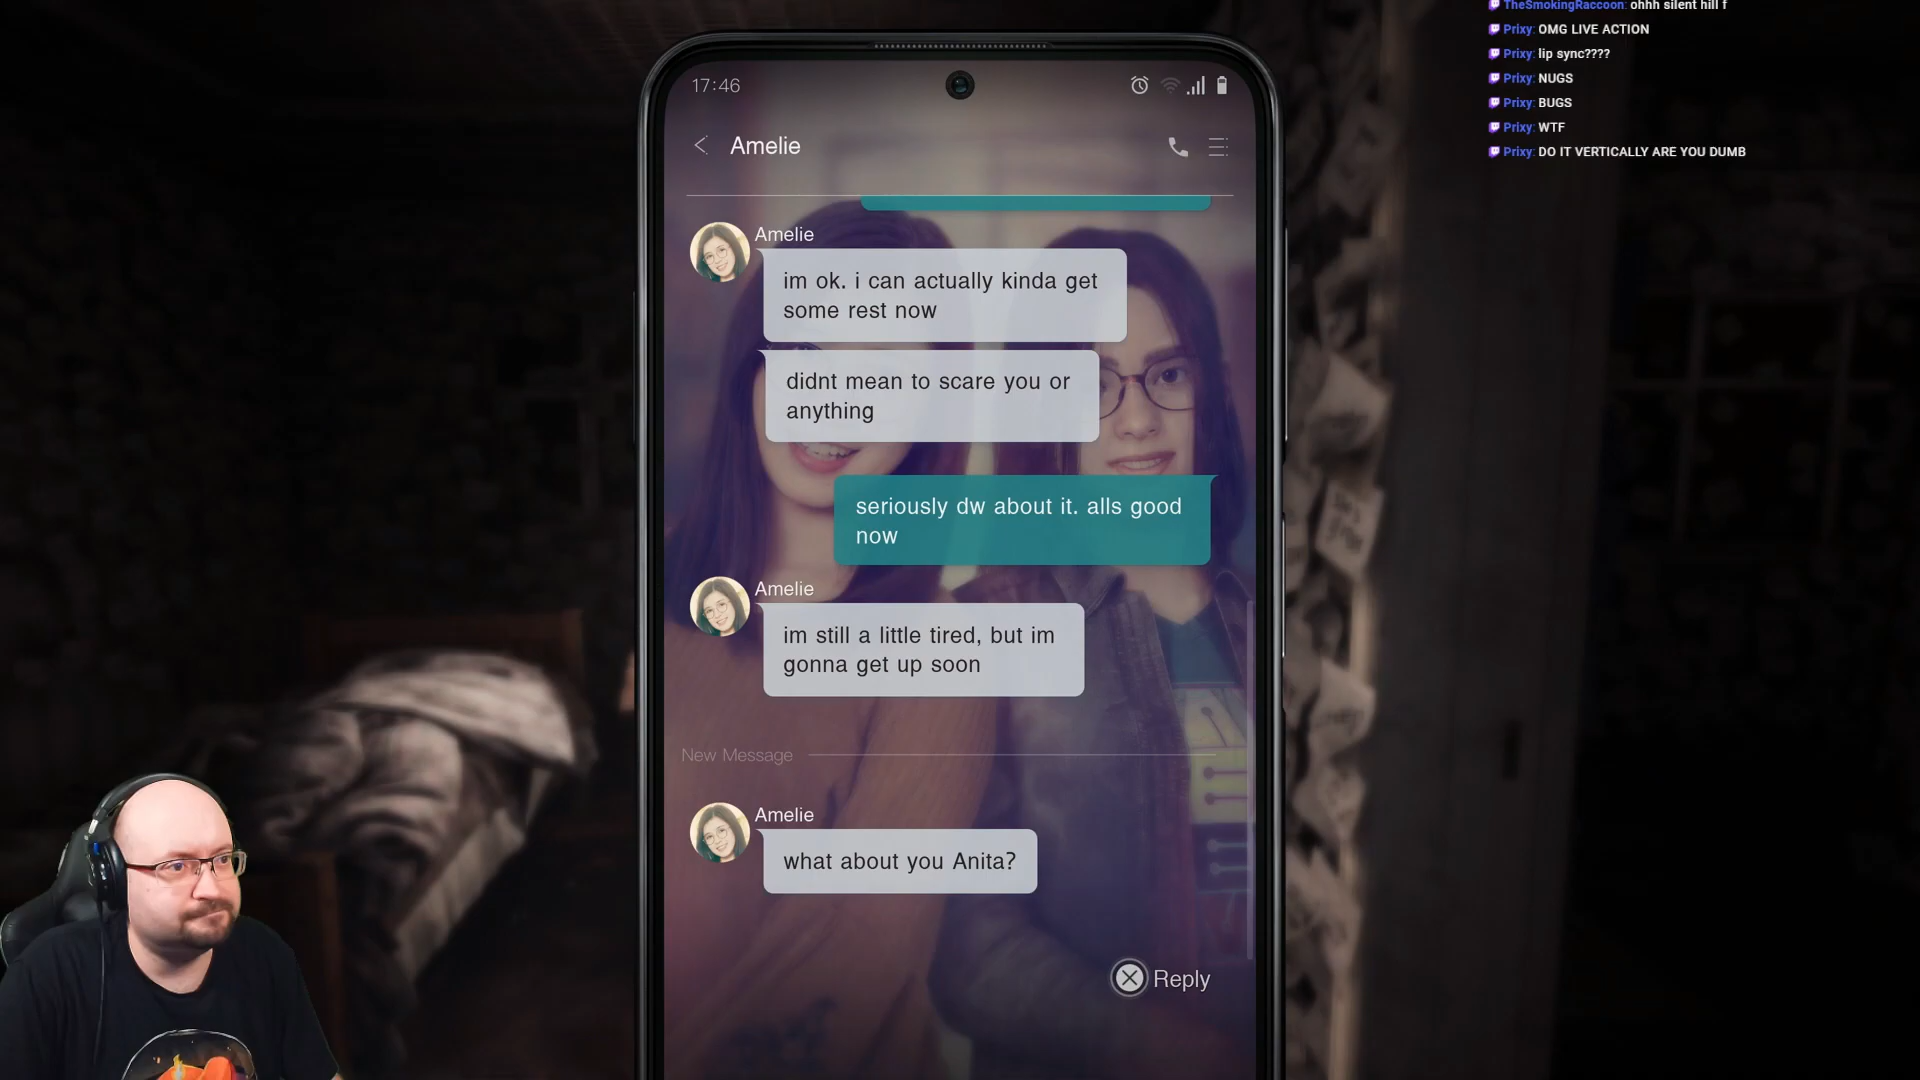 TheSmokingRaccoon: ohhh silent hill f
Prixy: OMG LIVE ACTION
Prixy: lip sync????
Prixy: NUGS
Prixy: BUGS
Prixy: WTF
Prixy: DO IT VERTICALLY ARE YOU DUMB
17:46
Amelie
Amelie
im ok. i can actually kinda get
some rest now
didnt mean to scare you or
anything
seriously dw about it. alls good
now
Amelie
im still a little tired, but im
gonna get up soon
New Message
Amelie
what about you Anita?
Reply